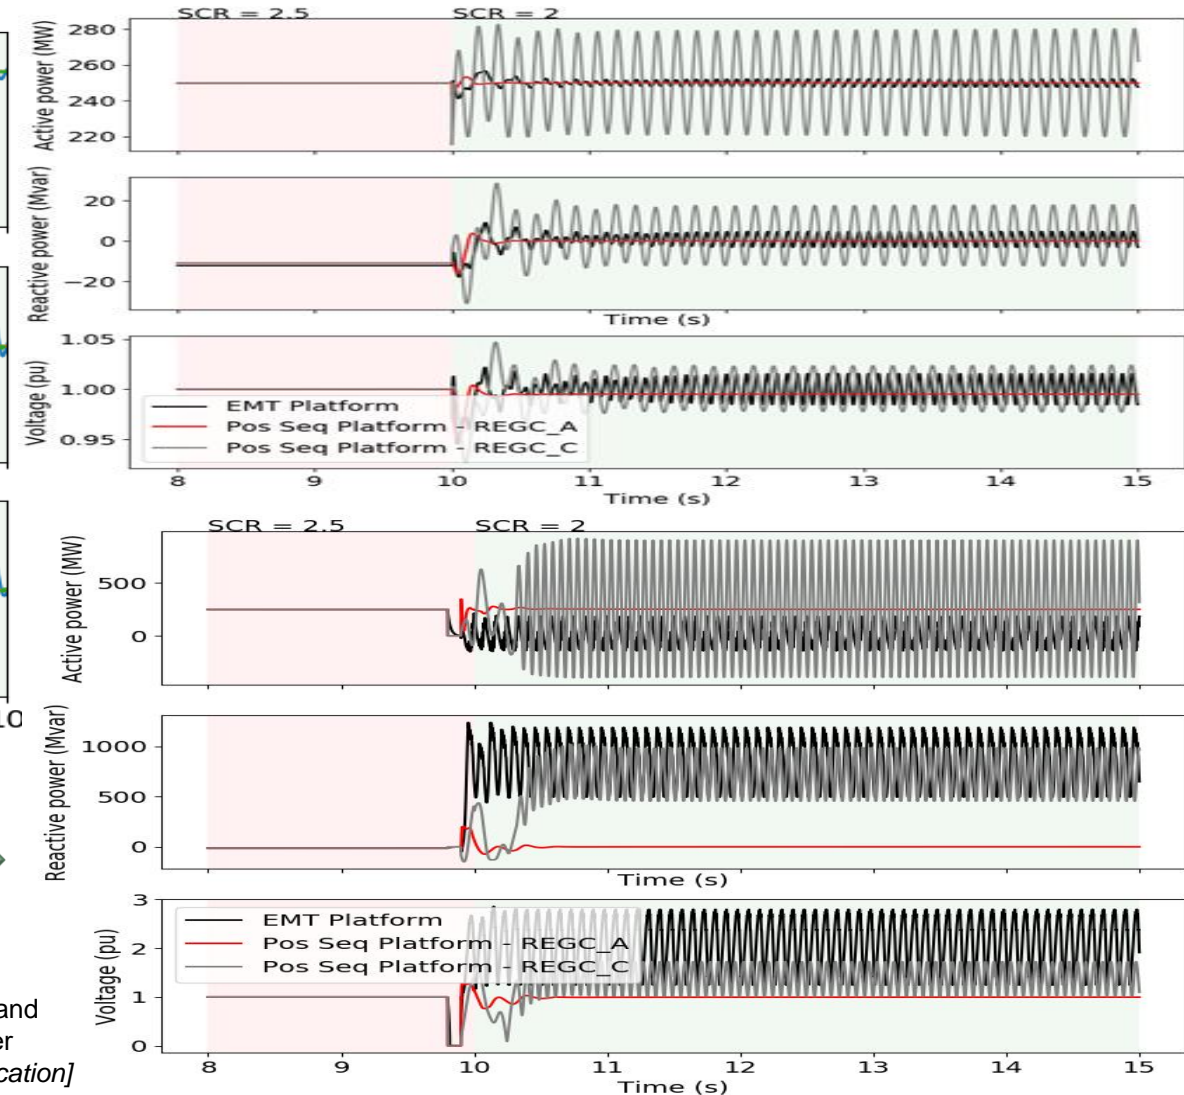 SCR = 2.5 SCR = 2
Active power (MW)
280
260
240
220
Reactive power (Mvar)
20
0
−20
Time (s)
Voltage (pu)
1.05
1.00
0.95
EMT Platform
Pos Seq Platform - REGC_A
Pos Seq Platform - REGC_C
8 9 10 11 12 13 14 15
Time (s)
SCR = 2.5 SCR = 2
Active power (MW)
500
0
Reactive power (Mvar)
1000
500
0
Time (s)
Voltage (pu)
3
2
1
0
EMT Platform
Pos Seq Platform - REGC_A
Pos Seq Platform - REGC_C
8 9 10 11 12 13 14 15
Time (s)
and